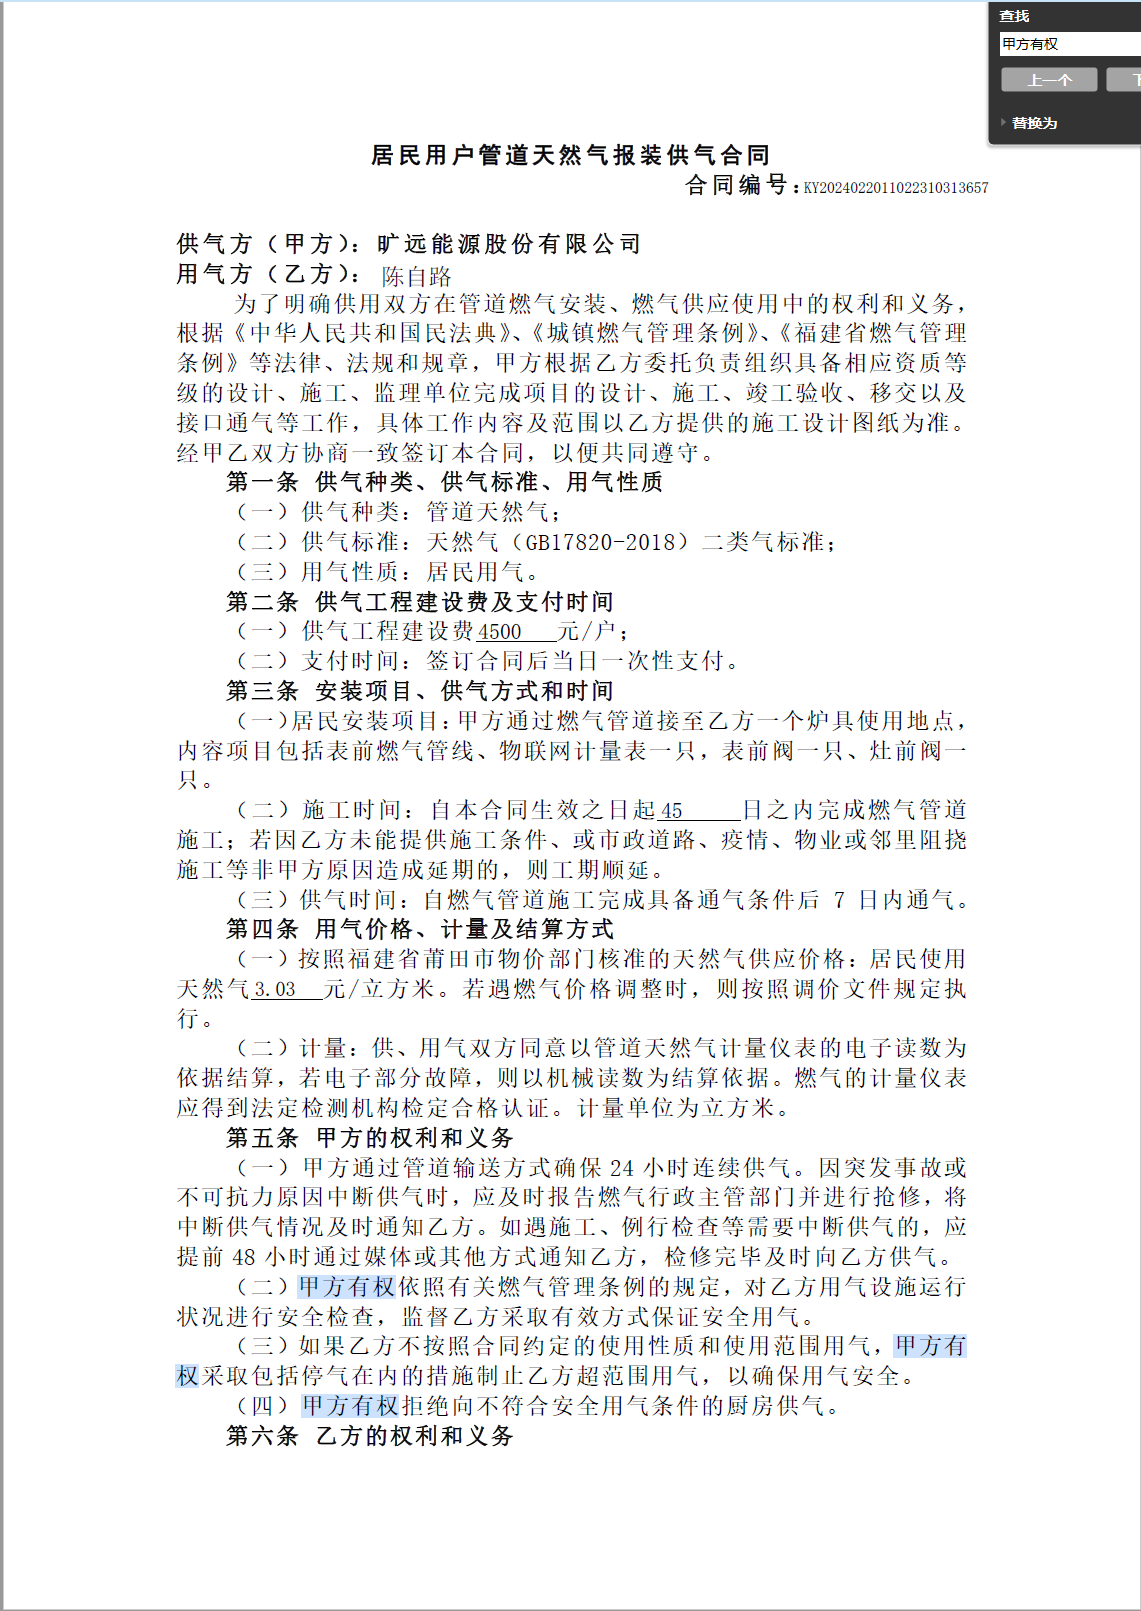 查找
甲方有权
上一个
替换为
居民用户管道天然气报装供气合同
合同编号:KY2024022011022310313657
供气方（甲方）：旷远能源股份有限公司
用气方（乙方）：陈自路
为了明确供用双方在管道燃气安装、燃气供应使用中的权利和义务，
根据《中华人民共和国民法典》、《城镇燃气管理条例》、《福建省燃气管理
条例》等法律、法规和规章，甲方根据乙方委托负责组织具备相应资质等
级的设计、施工、监理单位完成项目的设计、施工、竣工验收、移交以及
接口通气等工作，具体工作内容及范围以乙方提供的施工设计图纸为准。
经甲乙双方协商一致签订本合同，以便共同遵守。
第一条 供气种类、供气标准、用气性质
（一）供气种类：管道天然气；
（二）供气标准：天然气（GB17820-2018）二类气标准；
（三）用气性质：居民用气。
第二条 供气工程建设费及支付时间
（一）供气工程建设费4500 元/户；
（二）支付时间：签订合同后当日一次性支付。
第三条 安装项目、供气方式和时间
（一）居民安装项目：甲方通过燃气管道接至乙方一个炉具使用地点，
内容项目包括表前燃气管线、物联网计量表一只，表前阀一只、灶前阀一
只。
（二）施工时间：自本合同生效之日起45 日之内完成燃气管道
施工；若因乙方未能提供施工条件、或市政道路、疫情、物业或邻里阻挠
施工等非甲方原因造成延期的，则工期顺延。
（三）供气时间：自燃气管道施工完成具备通气条件后 7 日内通气。
第四条 用气价格、计量及结算方式
（一）按照福建省莆田市物价部门核准的天然气供应价格：居民使用
天然气3.03 元/立方米。若遇燃气价格调整时，则按照调价文件规定执
行。
（二）计量：供、用气双方同意以管道天然气计量仪表的电子读数为
依据结算，若电子部分故障，则以机械读数为结算依据。燃气的计量仪表
应得到法定检测机构检定合格认证。计量单位为立方米。
第五条 甲方的权利和义务
（一）甲方通过管道输送方式确保 24 小时连续供气。因突发事故或
不可抗力原因中断供气时，应及时报告燃气行政主管部门并进行抢修，将
中断供气情况及时通知乙方。如遇施工、例行检查等需要中断供气的，应
提前 48 小时通过媒体或其他方式通知乙方，检修完毕及时向乙方供气。
（二）甲方有权依照有关燃气管理条例的规定，对乙方用气设施运行
状况进行安全检查，监督乙方采取有效方式保证安全用气。
（三）如果乙方不按照合同约定的使用性质和使用范围用气，甲方有
权采取包括停气在内的措施制止乙方超范围用气，以确保用气安全。
（四）甲方有权拒绝向不符合安全用气条件的厨房供气。
第六条 乙方的权利和义务